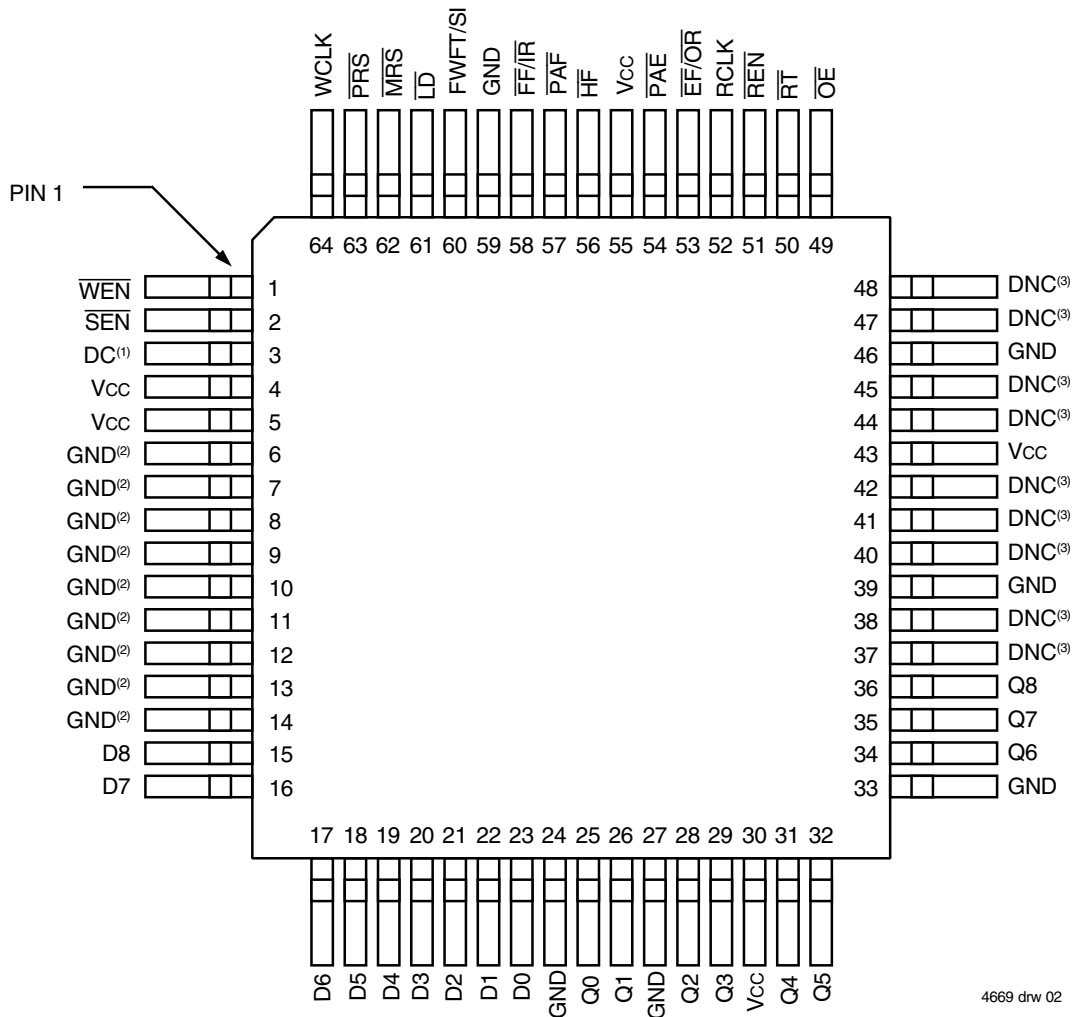 WCLK
PRS
MRS
LD
FWFT/SI
GND
FF/IR
PAF
HF
VCC
PAE
EF/OR
RCLK
REN
RT
OE
PIN 1
64 63 62 61 60 59 58 57 56 55 54 53 52 51 50 49
WEN 1
SEN 2
DC(1) 3
VCC 4
VCC 5
GND(2) 6
GND(2) 7
GND(2) 8
GND(2) 9
GND(2) 10
GND(2) 11
GND(2) 12
GND(2) 13
GND(2) 14
D8 15
D7 16
48 DNC(3)
47 DNC(3)
46 GND
45 DNC(3)
44 DNC(3)
43 VCC
42 DNC(3)
41 DNC(3)
40 DNC(3)
39 GND
38 DNC(3)
37 DNC(3)
36 Q8
35 Q7
34 Q6
33 GND
17 18 19 20 21 22 23 24 25 26 27 28 29 30 31 32
D6
D5
D4
D3
D2
D1
D0
GND
Q0
Q1
GND
Q2
Q3
VCC
Q4
Q5
4669 drw 02